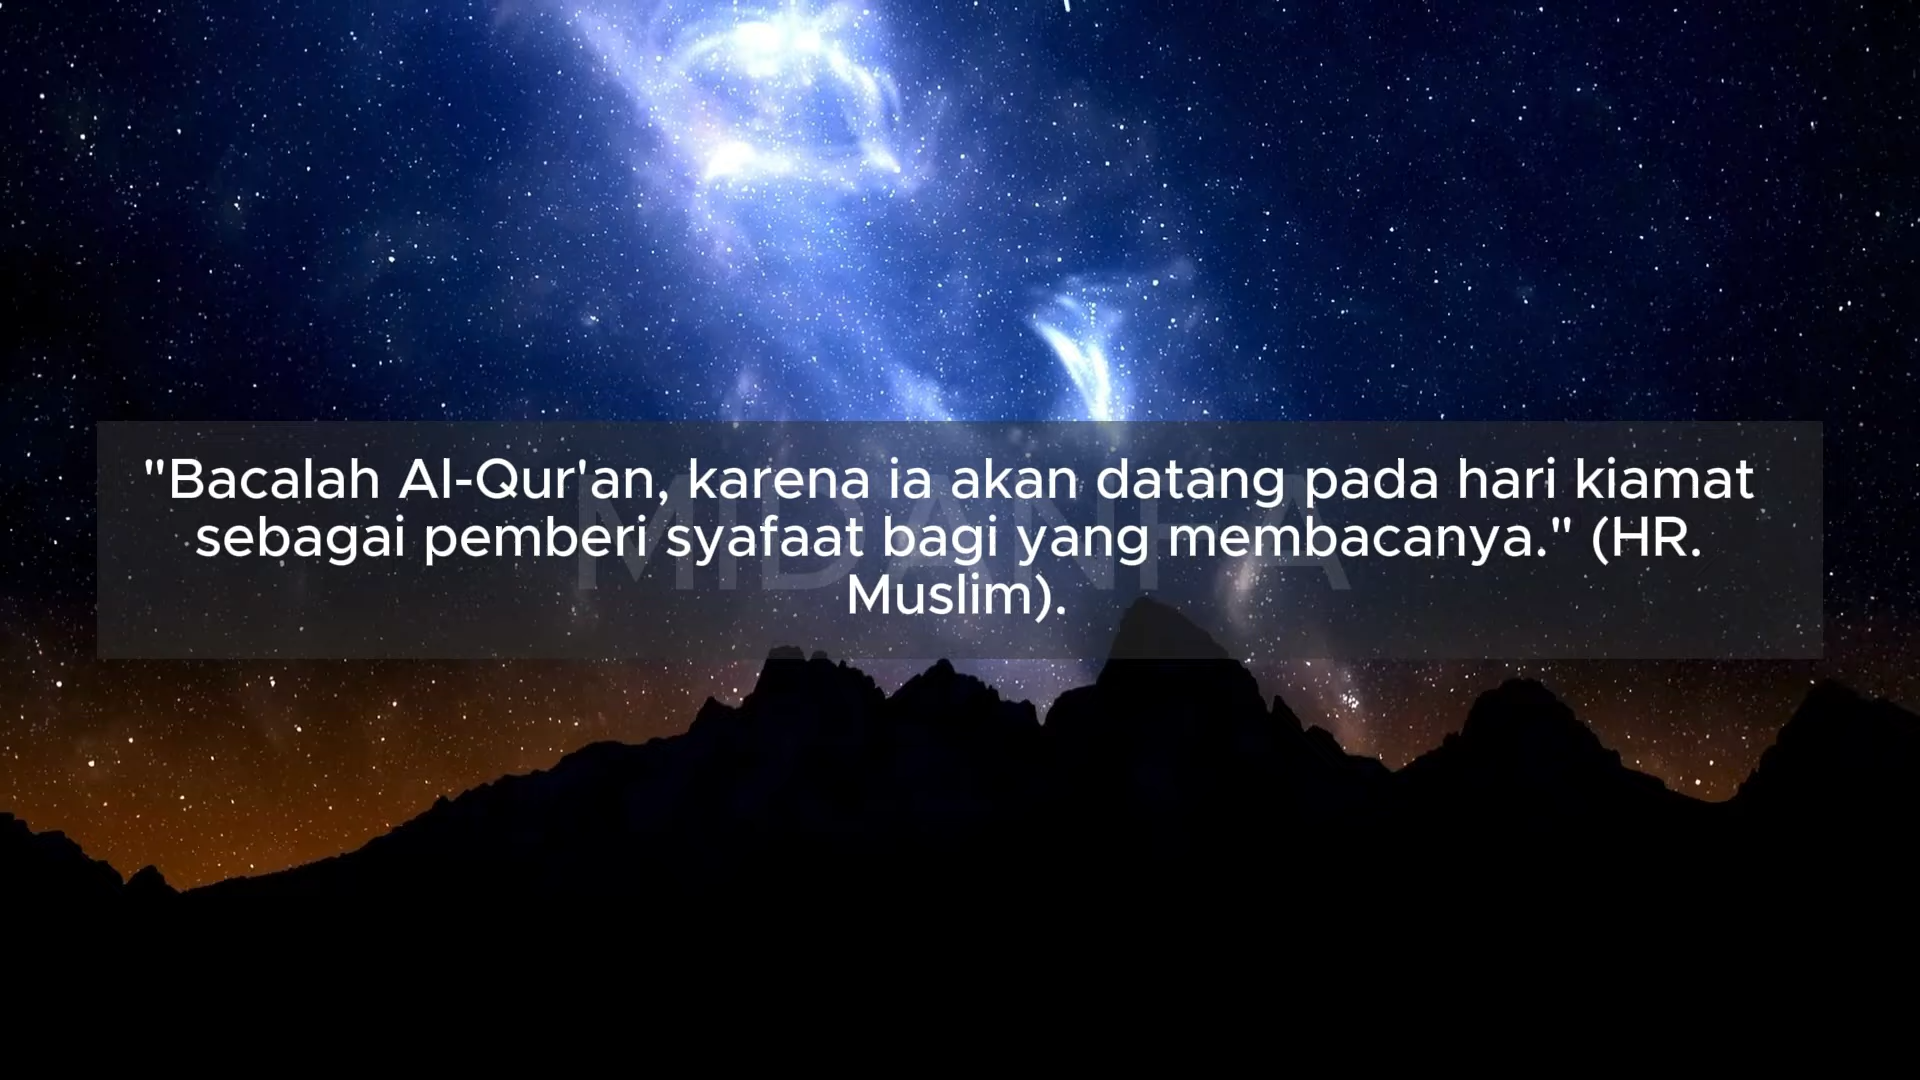 "Bacalah Al-Qur'an, karena ia akan datang pada hari kiamat
sebagai pemberi syafaat bagi yang membacanya." (HR.
Muslim).
MIDANFA